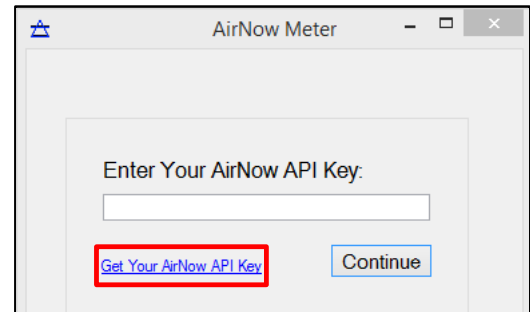 AirNow Meter
Enter Your AirNow API Key:
Get Your AirNow API Key
Continue